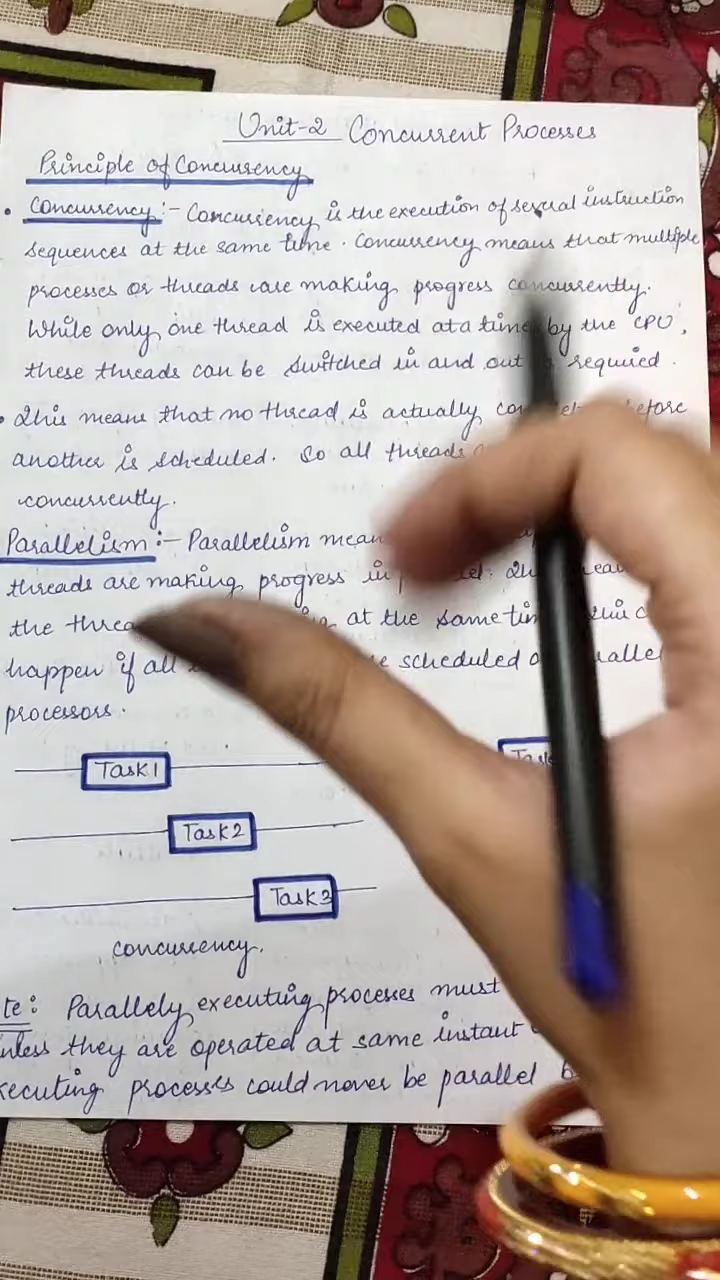 Unit-2 Concurrent Processes
Principle of Concurrency
• Concurrency :- Concurrency is the execution of several instruction
sequences at the same time. Concurrency means that multiple
processes or threads are making progress concurrently.
While only one thread is executed at a time by the CPU,
these threads can be switched in and out required.
• This means that no thread is actually before
another is scheduled. So all threads
concurrently.
Parallelism :- Parallelism
threads are making progress in
the at the same
happen if all scheduled
processors.
Task 1
Task 2
Task 3
concurrency.
Parallely executing processes must
they are operated at same instant
processes could never be parallel